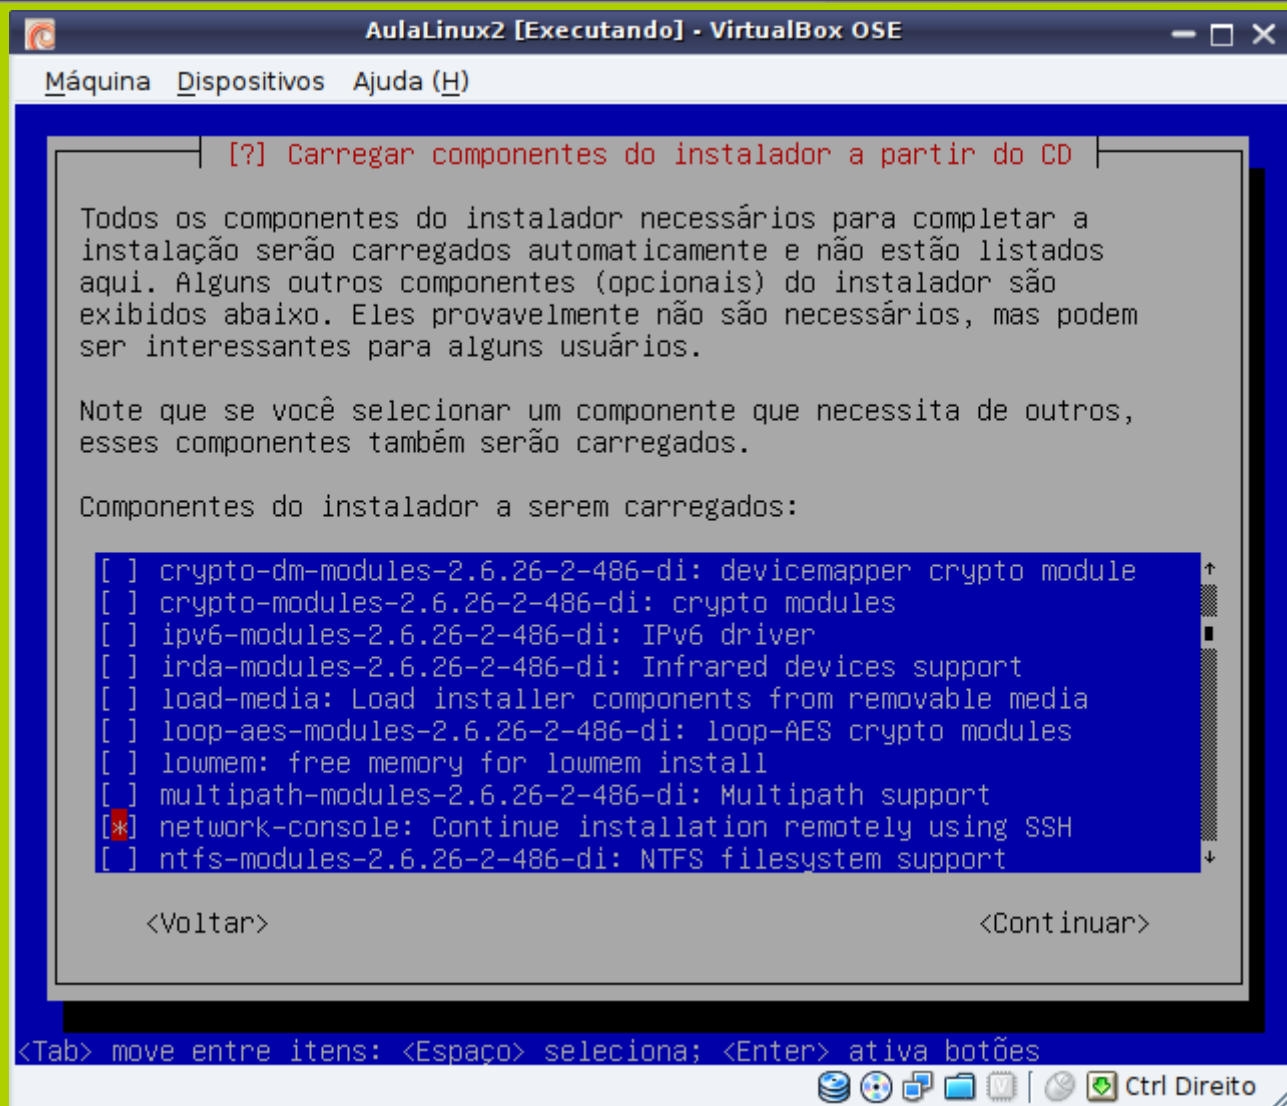 AulaLinux2 [Executando] - VirtualBox OSE
Máquina Dispositivos Ajuda (H)
[?] Carregar componentes do instalador a partir do CD
Todos os componentes do instalador necessários para completar a
instalação serão carregados automaticamente e não estão listados
aqui. Alguns outros componentes (opcionais) do instalador são
exibidos abaixo. Eles provavelmente não são necessários, mas podem
ser interessantes para alguns usuários.
Note que se você selecionar um componente que necessita de outros,
esses componentes também serão carregados.
Componentes do instalador a serem carregados:
[ ] crypto-dm-modules-2.6.26-2-486-di: devicemapper crypto module
[ ] crypto-modules-2.6.26-2-486-di: crypto modules
[ ] ipv6-modules-2.6.26-2-486-di: IPv6 driver
[ ] irda-modules-2.6.26-2-486-di: Infrared devices support
[ ] load-media: Load installer components from removable media
[ ] loop-aes-modules-2.6.26-2-486-di: loop-AES crypto modules
[ ] lowmem: free memory for lowmem install
[ ] multipath-modules-2.6.26-2-486-di: Multipath support
[*] network-console: Continue installation remotely using SSH
[ ] ntfs-modules-2.6.26-2-486-di: NTFS filesystem support
<Voltar> <Continuar>
<Tab> move entre itens: <Espaço> seleciona; <Enter> ativa botões
Ctrl Direito